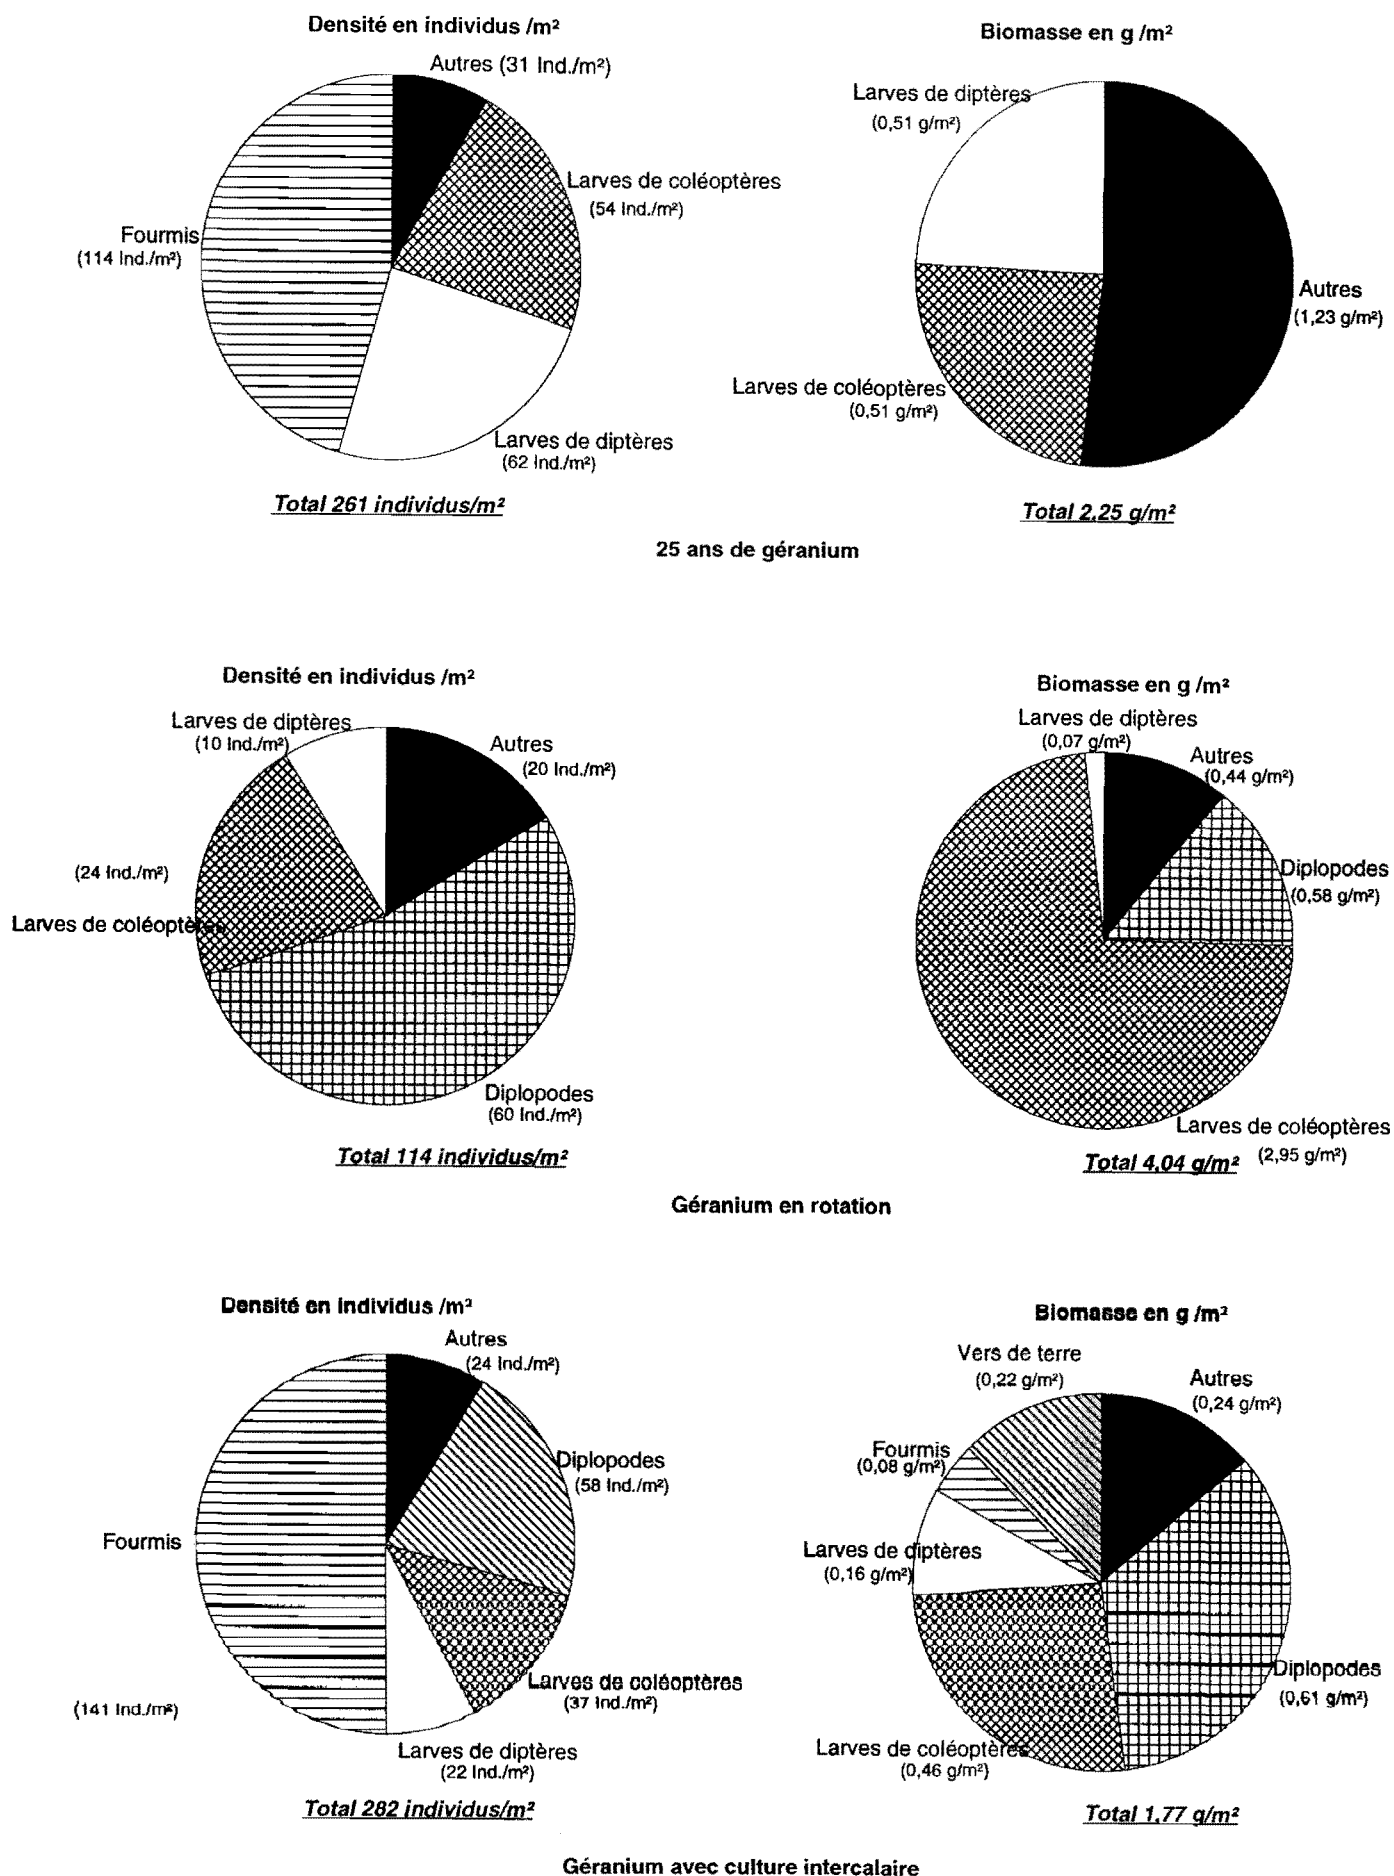 Densité en individus /m²
Autres (31 Ind./m²)
Larves de coléoptères
(54 Ind./m²)
Fourmis
(114 Ind./m²)
Larves de diptères
(62 Ind./m²)
Total 261 individus/m²
Biomasse en g /m²
Larves de diptères
(0,51 g/m²)
Autres
(1,23 g/m²)
Larves de coléoptères
(0,51 g/m²)
Total 2,25 g/m²
25 ans de géranium
Densité en individus /m²
Larves de diptères
(10 Ind./m²)
Autres
(20 Ind./m²)
(24 Ind./m²)
Larves de coléoptères
Diplopodes
(60 Ind./m²)
Total 114 individus/m²
Biomasse en g /m²
Larves de diptères
(0,07 g/m²)
Autres
(0,44 g/m²)
Diplopodes
(0,58 g/m²)
Larves de coléoptères
(2,95 g/m²)
Total 4,04 g/m²
Géranium en rotation
Densité en individus /m²
Autres
(24 Ind./m²)
Diplopodes
(58 Ind./m²)
Fourmis
(141 Ind./m²)
Larves de coléoptères
(37 Ind./m²)
Larves de diptères
(22 Ind./m²)
Total 282 individus/m²
Biomasse en g /m²
Vers de terre
(0,22 g/m²)
Autres
(0,24 g/m²)
Fourmis
(0,08 g/m²)
Larves de diptères
(0,16 g/m²)
Diplopodes
(0,61 g/m²)
Larves de coléoptères
(0,46 g/m²)
Total 1,77 g/m²
Géranium avec culture intercalaire